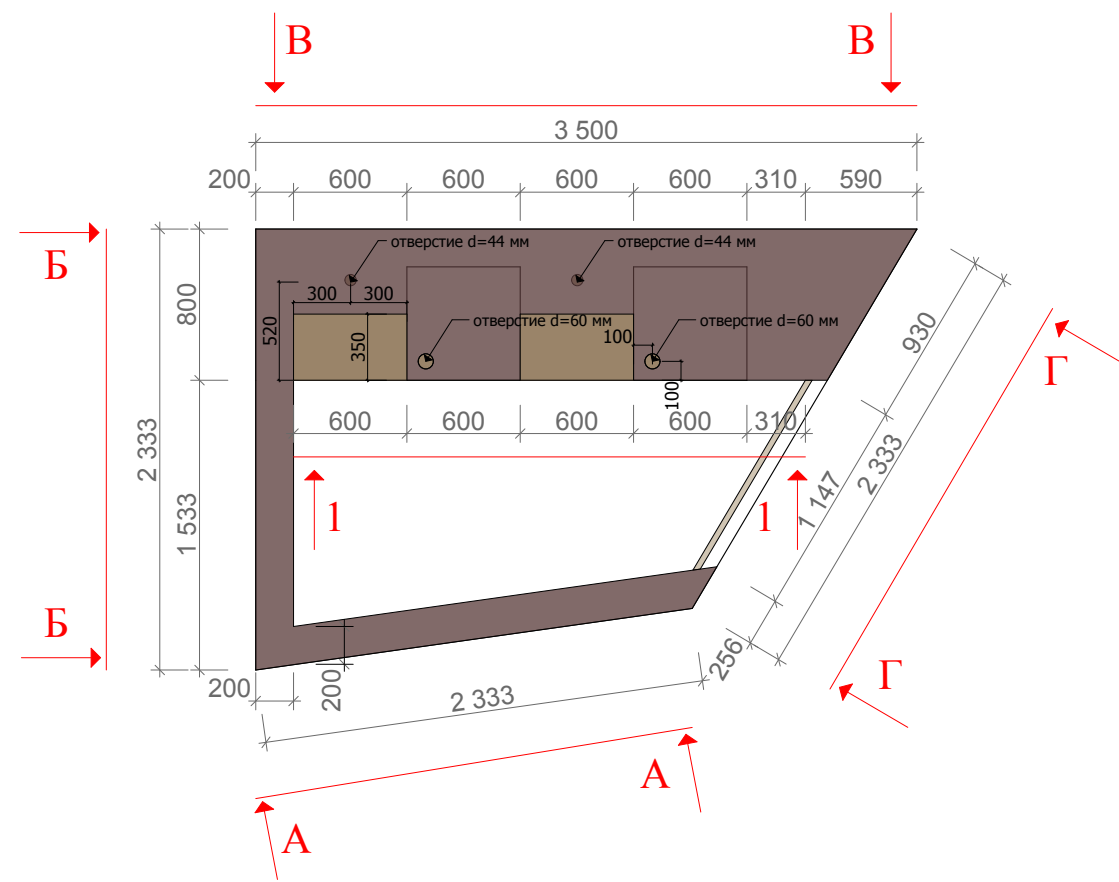 В В
3 500
200 600 600 600 600 310 590
Б
отверстие d=44 мм отверстие d=44 мм
800
300 300
520
350
отверстие d=60 мм 100 отверстие d=60 мм
100
930
Г
600 600 600 600 310
2 333
1 533
1 1
1 147
2 333
Б
200
200
2 333
256
Г
А
А